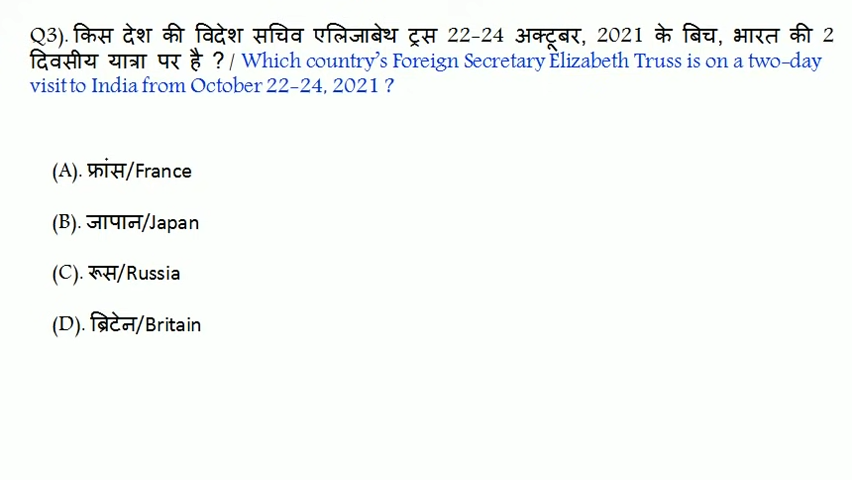 Q3). किस देश की विदेश सचिव एलिजाबेथ ट्रस 22-24 अक्टूबर, 2021 के बिच, भारत की 2
दिवसीय यात्रा पर है ? / Which country's Foreign Secretary Elizabeth Truss is on a two-day
visit to India from October 22-24, 2021 ?
(A). फ्रांस/France
(B). जापान/Japan
(C). रूस/Russia
(D). ब्रिटेन/Britain